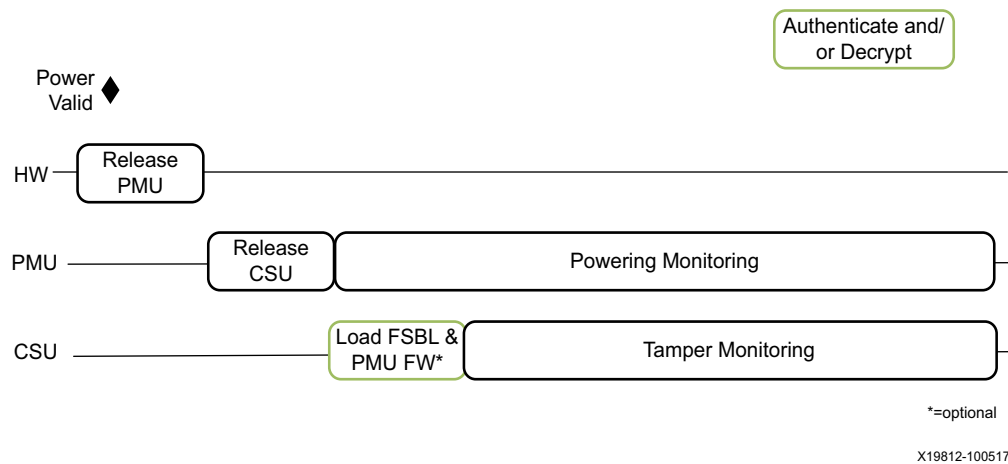 Authenticate and/
or Decrypt
Power
Valid
HW
Release
PMU
PMU
Release
CSU
Powering Monitoring
CSU
Load FSBL &
PMU FW*
Tamper Monitoring
*=optional
X19812-100517